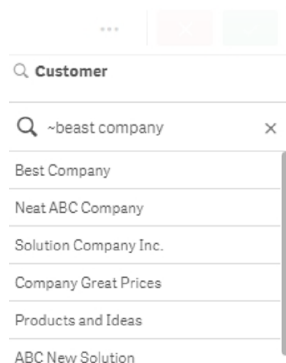 Customer
~beast company
Best Company
Neat ABC Company
Solution Company Inc.
Company Great Prices
Products and Ideas
ABC New Solution